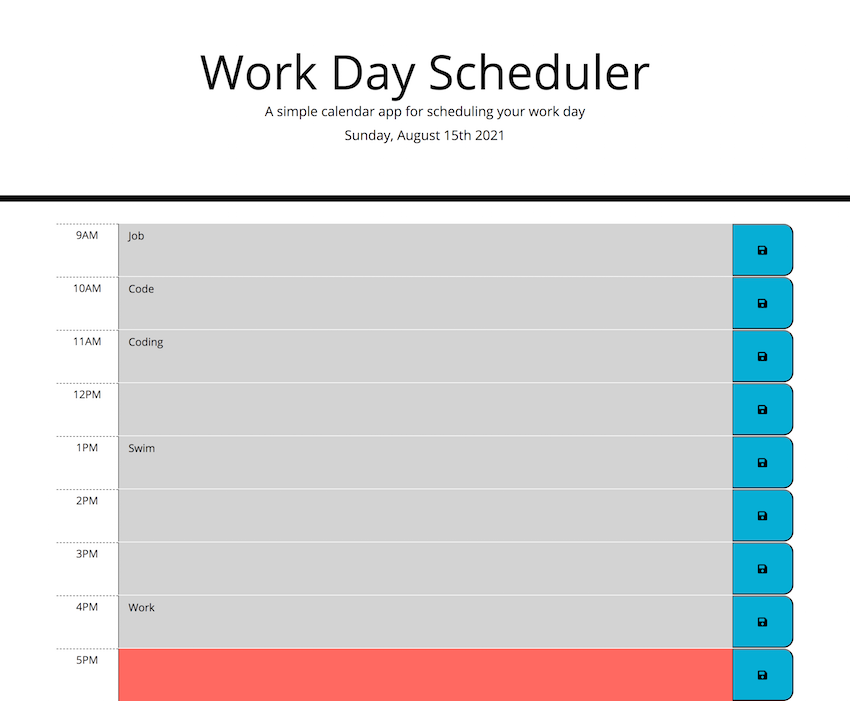 Work Day Scheduler
A simple calendar app for scheduling your work day
Sunday, August 15th 2021
9AM Job
10AM Code
11AM Coding
12PM
1PM Swim
2PM
3PM
4PM Work
5PM